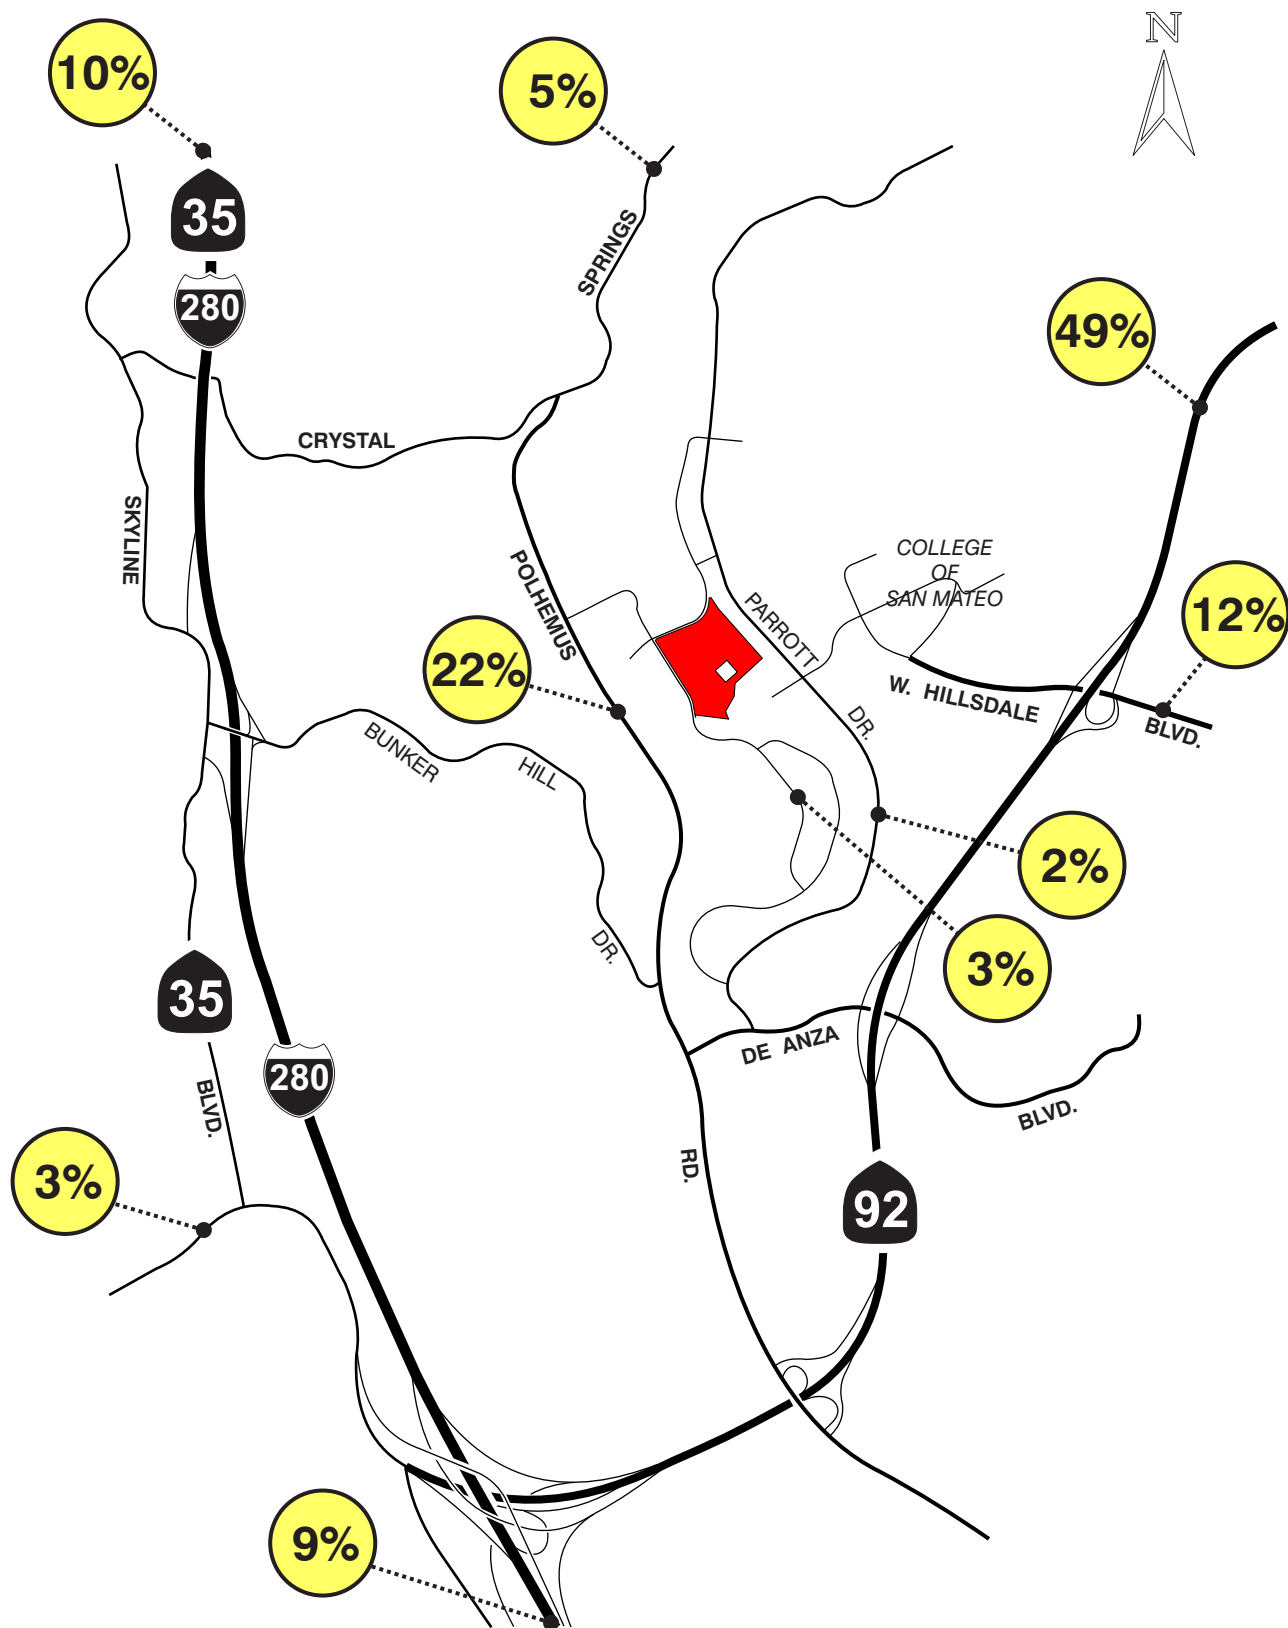 N
10%
5%
35
SPRINGS
280
49%
CRYSTAL
SKYLINE
POLHEMUS
COLLEGE
OF
SAN MATEO
12%
PARROTT
22%
W. HILLSDALE
BLVD.
DR.
BUNKER
HILL
2%
DR.
3%
35
DE ANZA
280
BLVD.
BLVD.
RD.
3%
92
9%